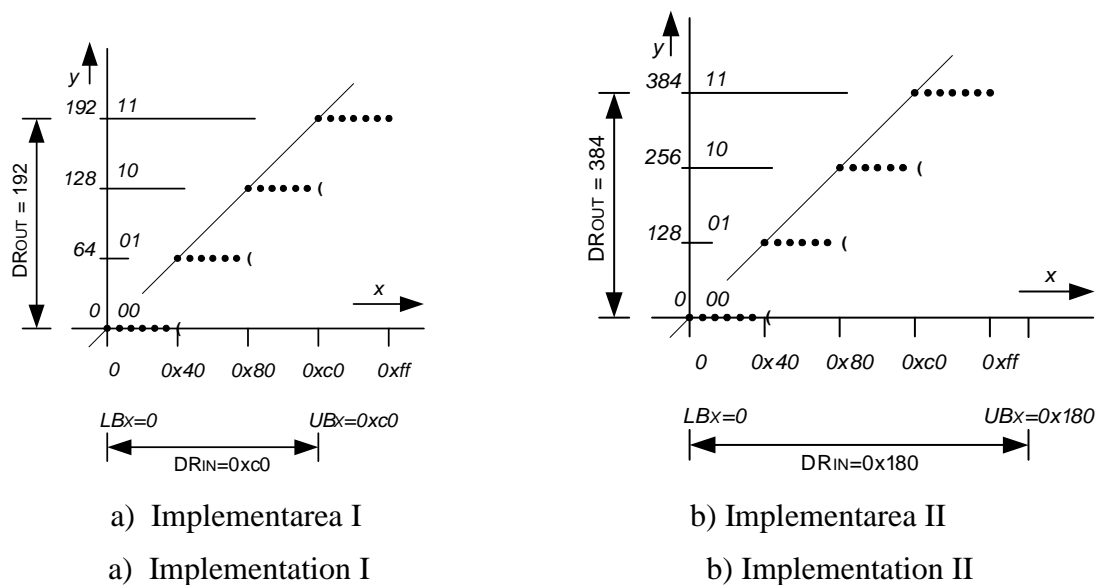 y
192 11
128 10
64 01
0 00
DROUT = 192
x
0 0x40 0x80 0xc0 0xff
LBX=0 UBX=0xc0
DRIN=0xc0
a) Implementarea I
a) Implementation I
y
384 11
256 10
128 01
0 00
DROUT = 384
x
0 0x40 0x80 0xc0 0xff
LBX=0 UBX=0x180
DRIN=0x180
b) Implementarea II
b) Implementation II